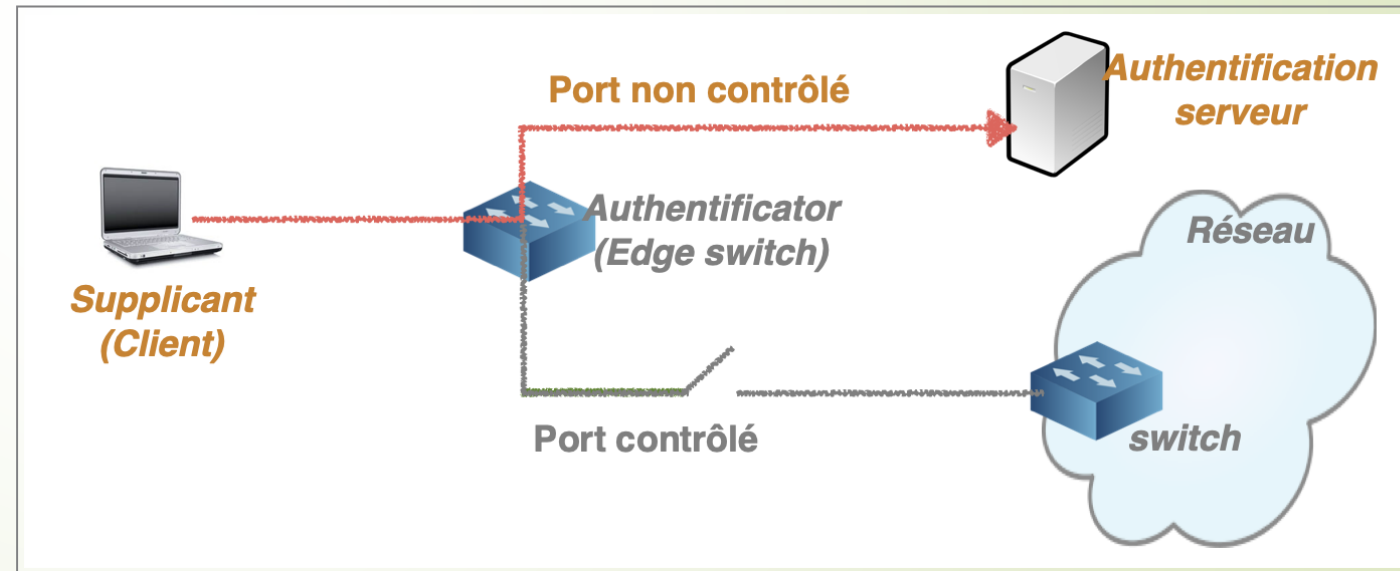 Port non contrôlé
Authentification
serveur
Authentificator
(Edge switch)
Réseau
Supplicant
(Client)
Port contrôlé
switch